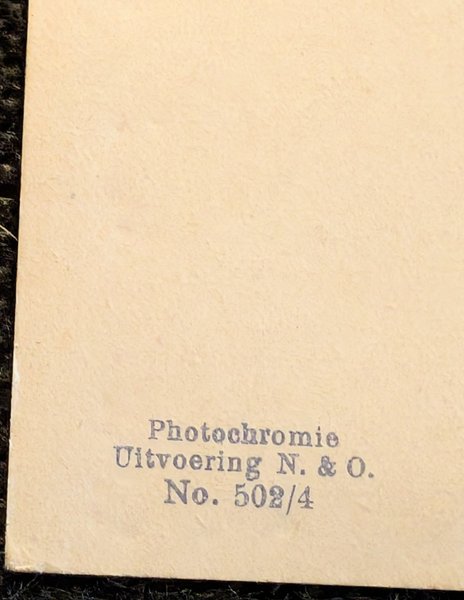 Photochromie
Uitvoering N. & O.
No. 502/4